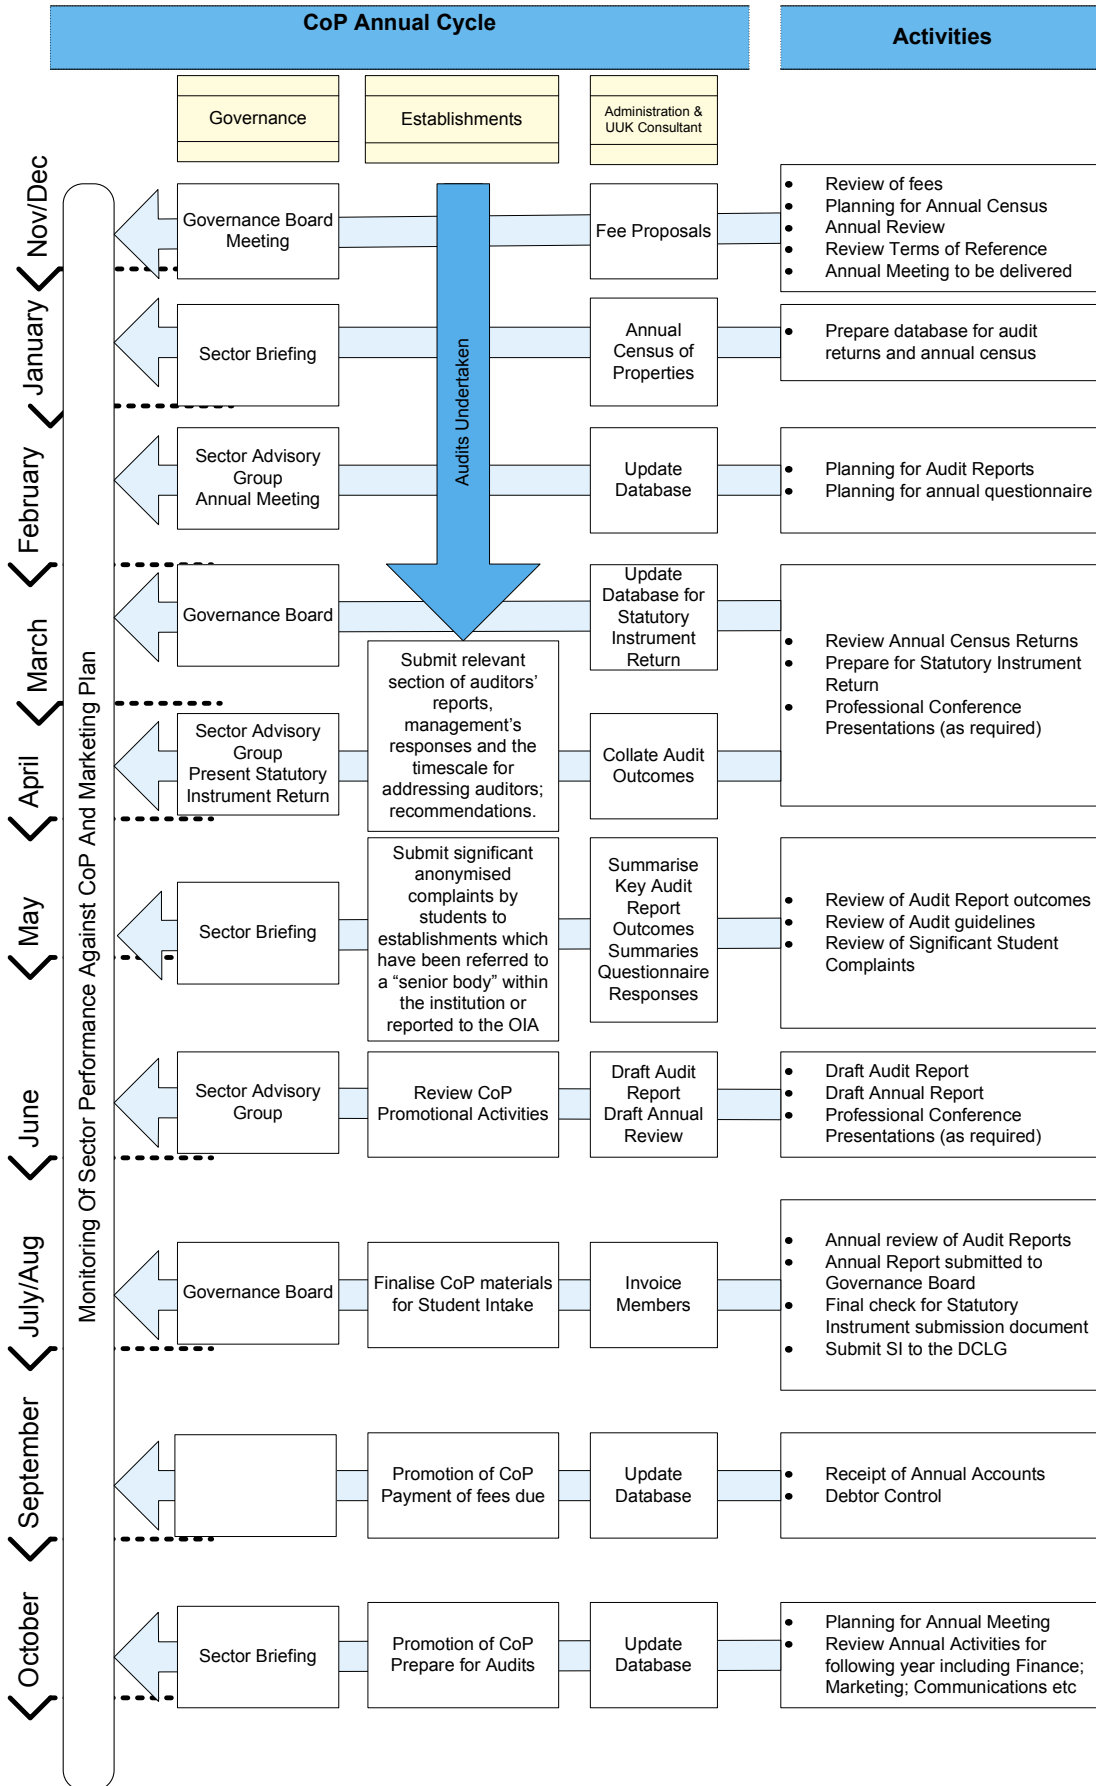 CoP Annual Cycle
Activities
Governance
Establishments
Administration &
UUK Consultant
Monitoring Of Sector Performance Against CoP And Marketing Plan
Audits Undertaken
Nov/Dec
Governance Board
Meeting
Fee Proposals
• Review of fees
• Planning for Annual Census
• Annual Review
• Review Terms of Reference
• Annual Meeting to be delivered
January
Sector Briefing
Annual
Census of
Properties
• Prepare database for audit
returns and annual census
February
Sector Advisory
Group
Annual Meeting
Update
Database
• Planning for Audit Reports
• Planning for annual questionnaire
March
Governance Board
Update
Database for
Statutory
Instrument
Return
• Review Annual Census Returns
• Prepare for Statutory Instrument
Return
• Professional Conference
Presentations (as required)
April
Sector Advisory
Group
Present Statutory
Instrument Return
Submit relevant
section of auditors'
reports,
management's
responses and the
timescale for
addressing auditors;
recommendations.
Collate Audit
Outcomes
May
Sector Briefing
Submit significant
anonymised
complaints by
students to
establishments which
have been referred to
a "senior body" within
the institution or
reported to the OIA
Summarise
Key Audit
Report
Outcomes
Summaries
Questionnaire
Responses
• Review of Audit Report outcomes
• Review of Audit guidelines
• Review of Significant Student
Complaints
June
Sector Advisory
Group
Review CoP
Promotional Activities
Draft Audit
Report
Draft Annual
Review
• Draft Audit Report
• Draft Annual Report
• Professional Conference
Presentations (as required)
July/Aug
Governance Board
Finalise CoP materials
for Student Intake
Invoice
Members
• Annual review of Audit Reports
• Annual Report submitted to
Governance Board
• Final check for Statutory
Instrument submission document
• Submit SI to the DCLG
September
Promotion of CoP
Payment of fees due
Update
Database
• Receipt of Annual Accounts
• Debtor Control
October
Sector Briefing
Promotion of CoP
Prepare for Audits
Update
Database
• Planning for Annual Meeting
• Review Annual Activities for
following year including Finance;
Marketing; Communications etc